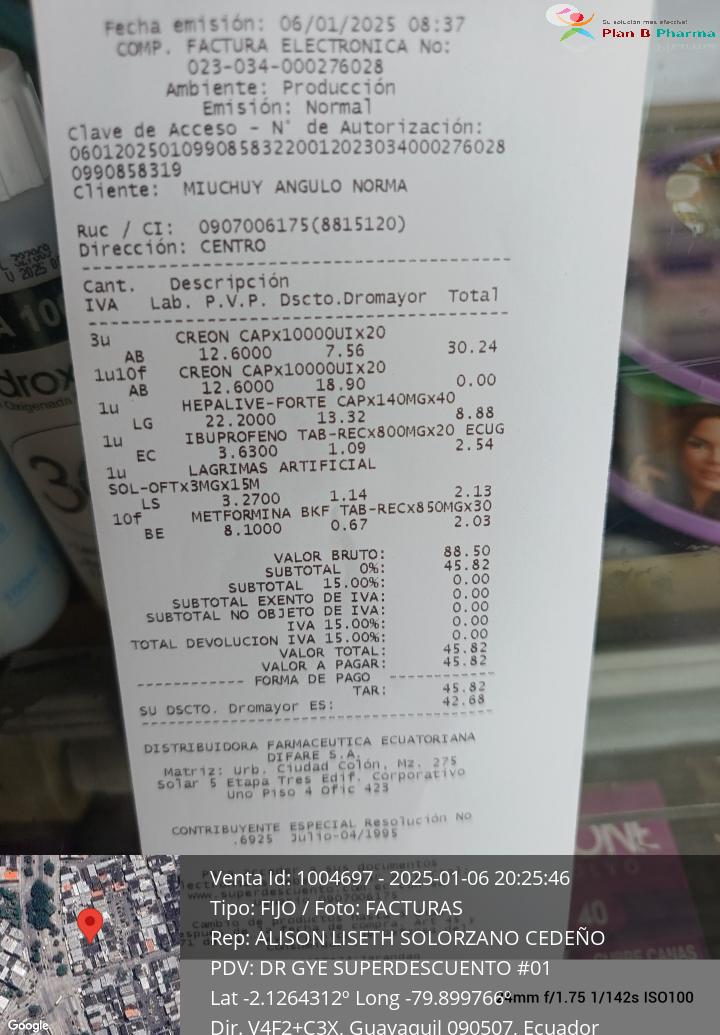 Su solución más efectiva!
Plan B Pharma
Fecha emisión: 06/01/2025 08:37
COMP. FACTURA ELECTRONICA No:
023-034-000276028
Ambiente: Producción
Emisión: Normal
Clave de Acceso - N° de Autorización:
060120250109908583220012023034000276028
0990858319
Cliente: MIUCHUY ANGULO NORMA
Ruc / CI: 0907006175(8815120)
Dirección: CENTRO
Cant. Descripción
IVA Lab. P.V.P. Dscto.Dromayor Total
3u CREON CAPx10000UIx20
AB 12.6000 7.56 30.24
1u10f CREON CAPx10000UIx20
AB 12.6000 18.90 0.00
1u HEPALIVE-FORTE CAPx140MGx40
LG 22.2000 13.32 8.88
1u IBUPROFENO TAB-RECx800MGx20 ECUG
EC 3.6300 1.09 2.54
1u LAGRIMAS ARTIFICIAL
SOL-OFTx3MGx15M
LS 3.2700 1.14 2.13
10f METFORMINA BKF TAB-RECx850MGx30
BE 8.1000 0.67 2.03
VALOR BRUTO: 88.50
SUBTOTAL 0%: 45.82
SUBTOTAL 15.00%: 0.00
SUBTOTAL EXENTO DE IVA: 0.00
SUBTOTAL NO OBJETO DE IVA: 0.00
IVA 15.00%: 0.00
TOTAL DEVOLUCION IVA 15.00%: 0.00
VALOR TOTAL: 45.82
VALOR A PAGAR: 45.82
----------- FORMA DE PAGO -----------
TAR: 45.82
SU DSCTO. Dromayor ES: 42.68
DISTRIBUIDORA FARMACEUTICA ECUATORIANA
DIFARE S.A.
Matriz: Urb. Ciudad Colón, Mz. 275
Solar 5 Etapa Tres Edif. Corporativo
Uno Piso 4 Ofic 423
CONTRIBUYENTE ESPECIAL Resolución No
.6925 Julio-04/1995
40
Venta Id: 1004697 - 2025-01-06 20:25:46
Tipo: FIJO / Foto: FACTURAS
Rep: ALISON LISETH SOLORZANO CEDEÑO
PDV: DR GYE SUPERDESCUENTO #01
Lat -2.1264312° Long -79.899766°
mm f/1.75 1/142s ISO100
Dir. V4F2+C3X, Guayaquil 090507, Ecuador
Google